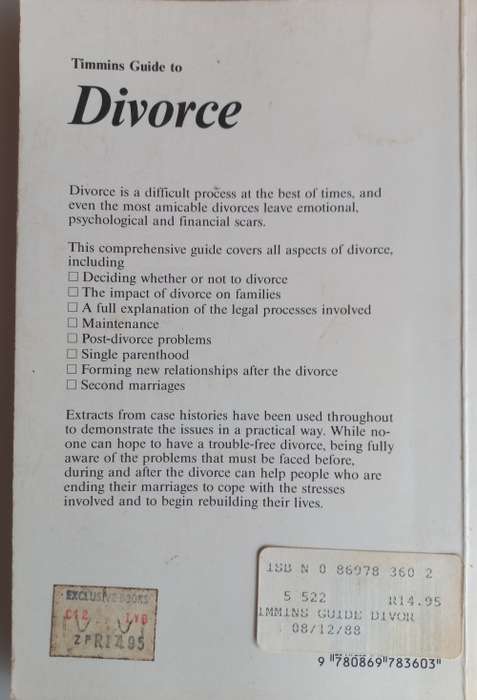 Timmins Guide to
Divorce
Divorce is a difficult process at the best of times, and
even the most amicable divorces leave emotional,
psychological and financial scars.
This comprehensive guide covers all aspects of divorce,
including
☐ Deciding whether or not to divorce
☐ The impact of divorce on families
☐ A full explanation of the legal processes involved
☐ Maintenance
☐ Post-divorce problems
☐ Single parenthood
☐ Forming new relationships after the divorce
☐ Second marriages
Extracts from case histories have been used throughout
to demonstrate the issues in a practical way. While no-
one can hope to have a trouble-free divorce, being fully
aware of the problems that must be faced before,
during and after the divorce can help people who are
ending their marriages to cope with the stresses
involved and to begin rebuilding their lives.
EXCLUSIVE BOOKS
R14.95
ISB N 0 86978 360 2
5 522 R14.95
IMMINS GUIDE DIVOR
08/12/88
9 780869 783603